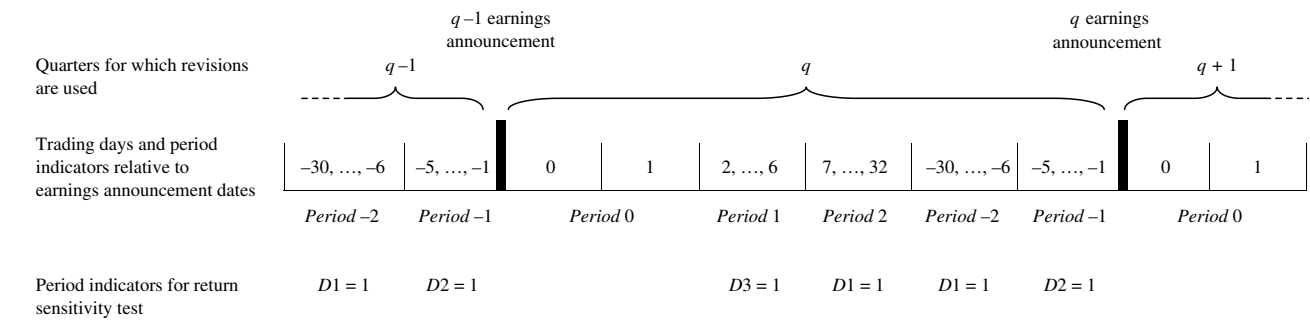 q –1 earnings
announcement
q earnings
announcement
Quarters for which revisions
are used
q –1
q
q + 1
Trading days and period
indicators relative to
earnings announcement dates
–30, …, –6
–5, …, –1
0
1
2, …, 6
7, …, 32
–30, …, –6
–5, …, –1
0
1
Period –2
Period –1
Period 0
Period 1
Period 2
Period –2
Period –1
Period 0
Period indicators for return
sensitivity test
D1 = 1
D2 = 1
D3 = 1
D1 = 1
D1 = 1
D2 = 1